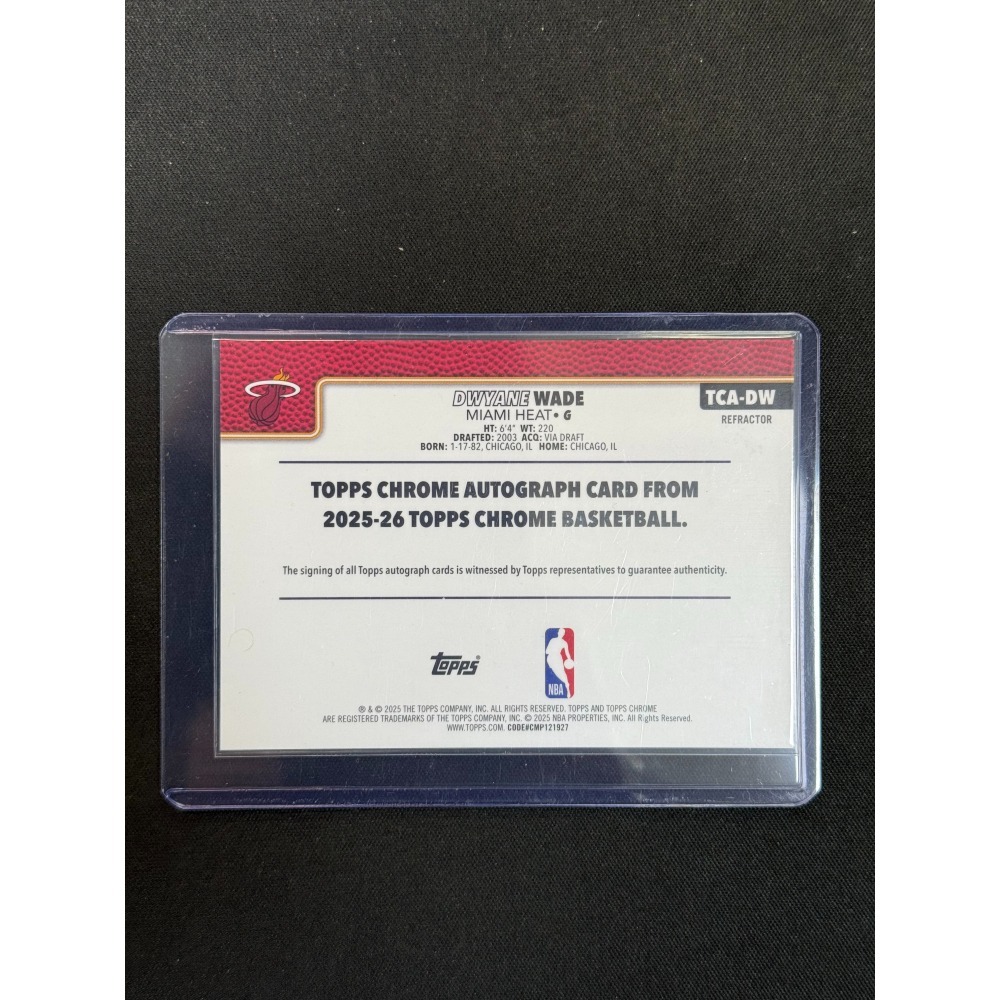 DWYANE WADE
MIAMI HEAT • G
HT: 6'4" WT: 220
DRAFTED: 2003 ACQ: VIA DRAFT
BORN: 1-17-82, CHICAGO, IL HOME: CHICAGO, IL
TCA-DW
REFRACTOR
TOPPS CHROME AUTOGRAPH CARD FROM
2025-26 TOPPS CHROME BASKETBALL.
The signing of all Topps autograph cards is witnessed by Topps representatives to guarantee authenticity.
Topps®
NBA
® & © 2025 THE TOPPS COMPANY, INC. ALL RIGHTS RESERVED. TOPPS AND TOPPS CHROME
ARE REGISTERED TRADEMARKS OF THE TOPPS COMPANY, INC. © 2025 NBA PROPERTIES, INC. All Rights Reserved.
WWW.TOPPS.COM. CODE#CMP121927